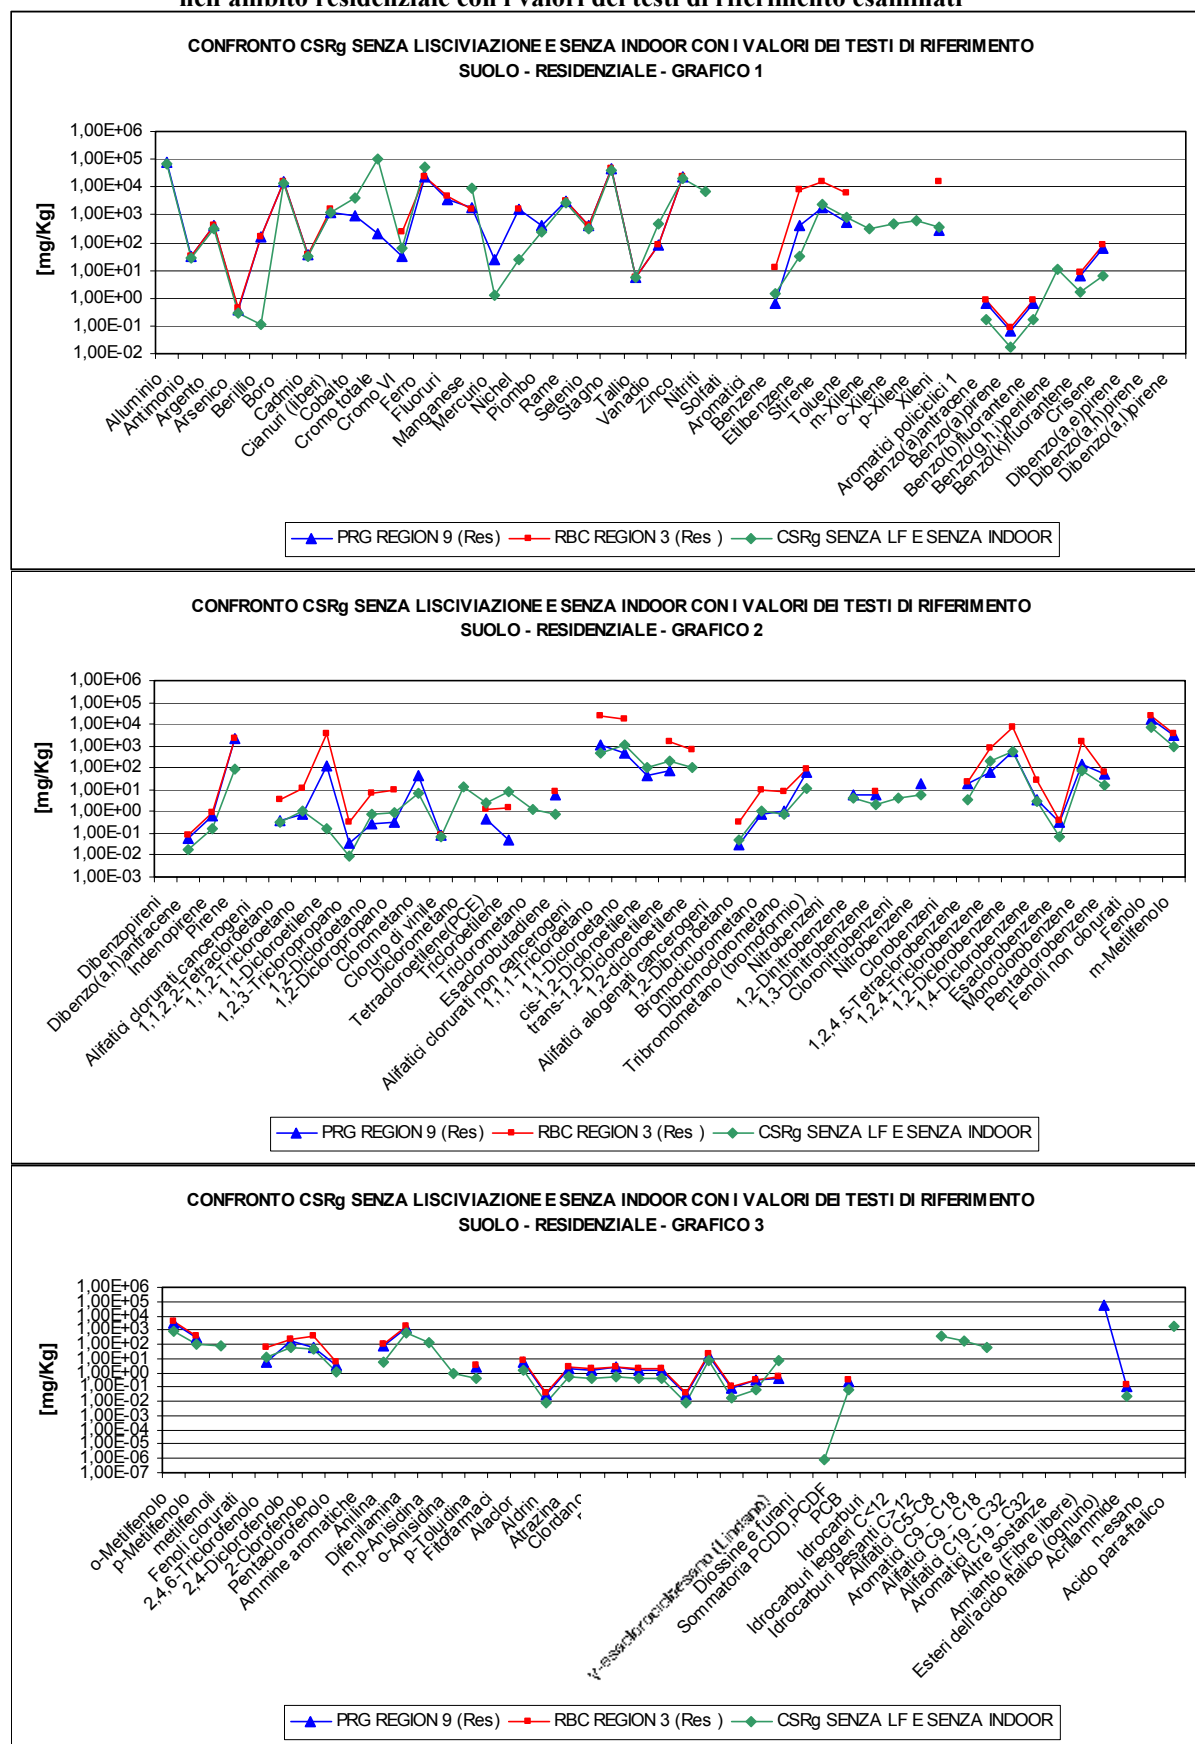 nell'ambito residenziale con i valori dei testi di riferimento esaminati
CONFRONTO CSRg SENZA LISCIVIAZIONE E SENZA INDOOR CON I VALORI DEI TESTI DI RIFERIMENTO
SUOLO - RESIDENZIALE - GRAFICO 1
[mg/Kg]
1,00E+06
1,00E+05
1,00E+04
1,00E+03
1,00E+02
1,00E+01
1,00E+00
1,00E-01
1,00E-02
Alluminio
Antimonio
Argento
Arsenico
Berillio
Boro
Cadmio
Cianuri (liberi)
Cobalto
Cromo totale
Cromo VI
Ferro
Fluoruri
Manganese
Mercurio
Nichel
Piombo
Rame
Selenio
Stagno
Tallio
Vanadio
Zinco
Nitriti
Solfati
Aromatici
Benzene
Etilbenzene
Stirene
Toluene
m-Xilene
o-Xilene
p-Xilene
Xileni
Aromatici policiclici 1
Benzo(a)antracene
Benzo(a)pirene
Benzo(b)fluorantene
Benzo(g,h,i)perilene
Benzo(k)fluorantene
Crisene
Dibenzo(a,e)pirene
Dibenzo(a,h)pirene
Dibenzo(a,i)pirene
PRG REGION 9 (Res)
RBC REGION 3 (Res )
CSRg SENZA LF E SENZA INDOOR
CONFRONTO CSRg SENZA LISCIVIAZIONE E SENZA INDOOR CON I VALORI DEI TESTI DI RIFERIMENTO
SUOLO - RESIDENZIALE - GRAFICO 2
[mg/Kg]
1,00E+06
1,00E+05
1,00E+04
1,00E+03
1,00E+02
1,00E+01
1,00E+00
1,00E-01
1,00E-02
1,00E-03
Dibenzopireni
Dibenzo(a,h)antracene
Indenopirene
Pirene
Alifatici clorurati cancerogeni
1,1,2,2-Tetracloroetano
1,1,2-Tricloroetano
1,1-Dicloroetilene
1,2,3-Tricloropropano
1,2-Dicloroetano
1,2-Dicloropropano
Clorometano
Cloruro di vinile
Diclorometano
Tetracloroetilene(PCE)
Tricloroetilene
Triclorometano
Esaclorobutadiene
Alifatici clorurati non cancerogeni
1,1,1-Tricloroetano
1,1-Dicloroetano
cis-1,2-Dicloroetilene
trans-1,2-Dicloroetilene
1,2-dicloroetilene
Alifatici alogenati cancerogeni
1,2-Dibromoetano
Bromodiclorometano
Dibromoclorometano
Tribromometano (bromoformio)
Nitrobenzeni
1,2-Dinitrobenzene
1,3-Dinitrobenzene
Cloronitrobenzeni
Nitrobenzene
Clorobenzeni
1,2,4,5-Tetraclorobenzene
1,2,4-Triclorobenzene
1,2-Diclorobenzene
1,4-Diclorobenzene
Esaclorobenzene
Monoclorobenzene
Pentaclorobenzene
Fenoli non clorurati
Fenolo
m-Metilfenolo
PRG REGION 9 (Res)
RBC REGION 3 (Res )
CSRg SENZA LF E SENZA INDOOR
CONFRONTO CSRg SENZA LISCIVIAZIONE E SENZA INDOOR CON I VALORI DEI TESTI DI RIFERIMENTO
SUOLO - RESIDENZIALE - GRAFICO 3
[mg/Kg]
1,00E+06
1,00E+05
1,00E+04
1,00E+03
1,00E+02
1,00E+01
1,00E+00
1,00E-01
1,00E-02
1,00E-03
1,00E-04
1,00E-05
1,00E-06
1,00E-07
o-Metilfenolo
p-Metilfenolo
metilfenoli
Fenoli clorurati
2,4,6-Triclorofenolo
2,4-Diclorofenolo
2-Clorofenolo
Pentaclorofenolo
Ammine aromatiche
Anilina
Difenilamina
m,p-Anisidina
o-Anisidina
p-Toluidina
Fitofarmaci
Alaclor
Aldrin
Atrazina
Clordano
(Lindano)
Diossine e furani
Sommatoria PCDD, PCDF
PCB
Idrocarburi
Idrocarburi leggeri C<12
Idrocarburi pesanti C>12
Alifatici C5-C8
Aromatici C9 - C18
Alifatici C9 - C18
Alifatici C19 - C32
Aromatici C19 - C32
Altre sostanze
Amianto (Fibre libere)
Esteri dell'acido ftalico (ognuno)
Acrilammide
n-esano
Acido para-ftalico
PRG REGION 9 (Res)
RBC REGION 3 (Res )
CSRg SENZA LF E SENZA INDOOR